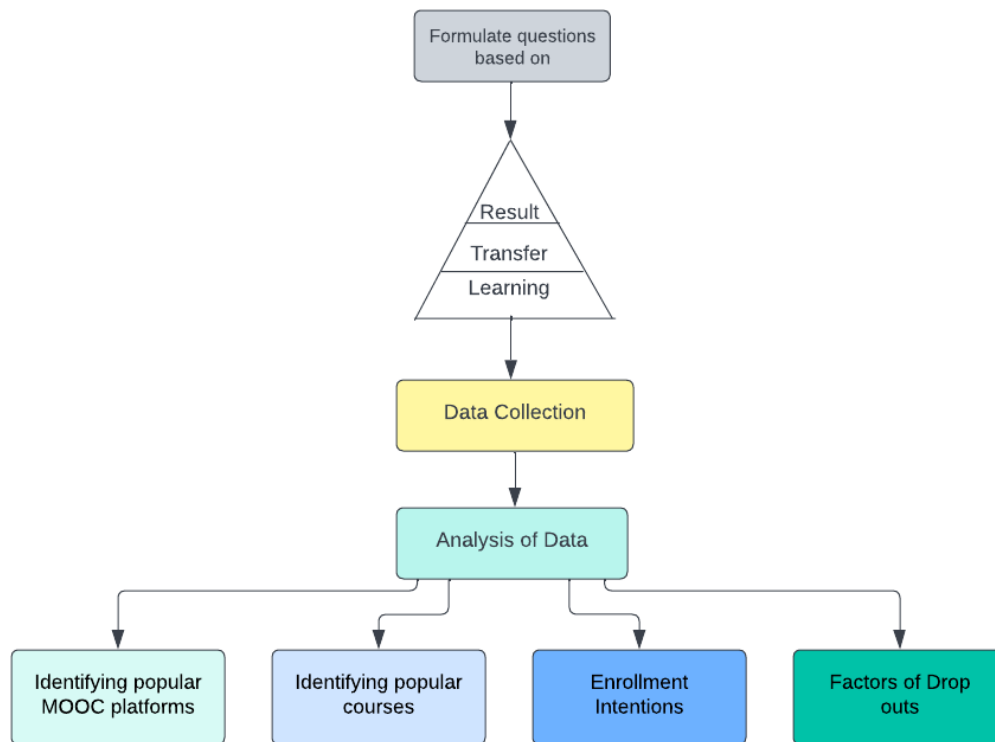 Formulate questions
based on
Result
Transfer
Learning
Data Collection
Analysis of Data
Identifying popular
MOOC platforms
Identifying popular
courses
Enrollment
Intentions
Factors of Drop
outs